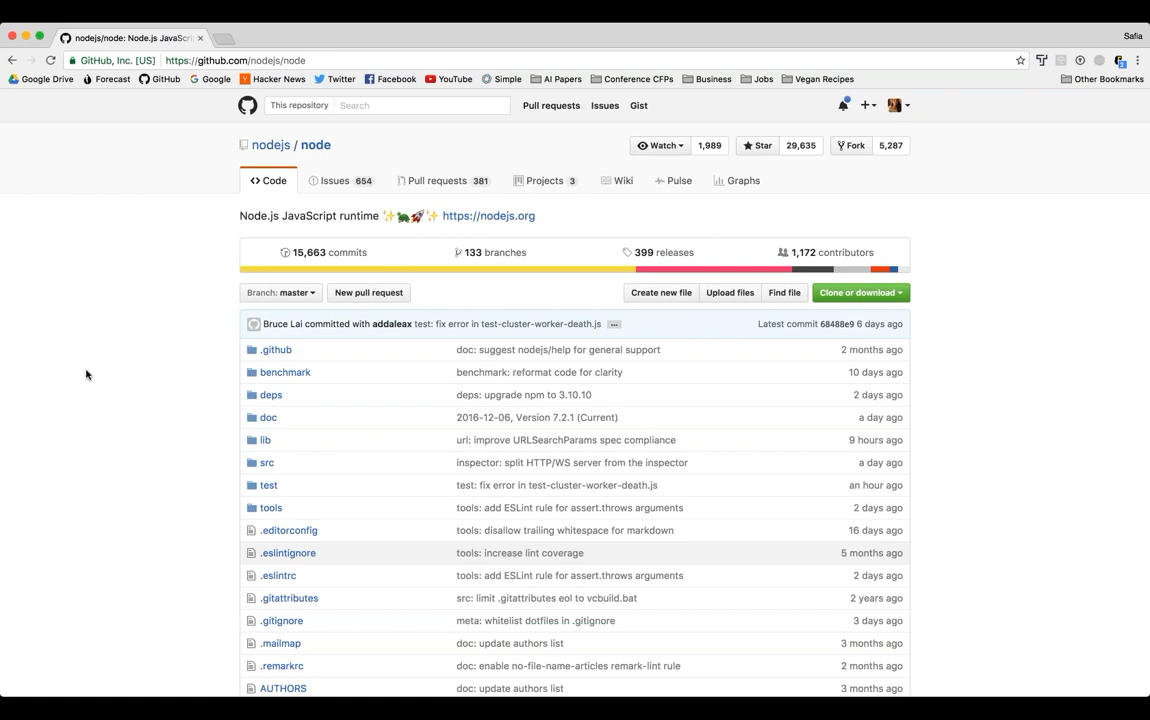 nodejs/node: Node.js JavaScri
Safia
GitHub, Inc. [US] https://github.com/nodejs/node
Google Drive Forecast GitHub Google Hacker News Twitter Facebook YouTube Simple AI Papers Conference CFPs Business Jobs Vegan Recipes Other Bookmarks
This repository Search Pull requests Issues Gist
nodejs / node Watch 1,989 Star 29,635 Fork 5,287
Code Issues 654 Pull requests 381 Projects 3 Wiki Pulse Graphs
Node.js JavaScript runtime ✨🐢🚀✨ https://nodejs.org
15,663 commits 133 branches 399 releases 1,172 contributors
Branch: master New pull request Create new file Upload files Find file Clone or download
Bruce Lai committed with addaleax test: fix error in test-cluster-worker-death.js ... Latest commit 68488e9 6 days ago
.github doc: suggest nodejs/help for general support 2 months ago
benchmark benchmark: reformat code for clarity 10 days ago
deps deps: upgrade npm to 3.10.10 2 days ago
doc 2016-12-06, Version 7.2.1 (Current) a day ago
lib url: improve URLSearchParams spec compliance 9 hours ago
src inspector: split HTTP/WS server from the inspector a day ago
test test: fix error in test-cluster-worker-death.js an hour ago
tools tools: add ESLint rule for assert.throws arguments 2 days ago
.editorconfig tools: disallow trailing whitespace for markdown 16 days ago
.eslintignore tools: increase lint coverage 5 months ago
.eslintrc tools: add ESLint rule for assert.throws arguments 2 days ago
.gitattributes src: limit .gitattributes eol to vcbuild.bat 2 years ago
.gitignore meta: whitelist dotfiles in .gitignore 3 days ago
.mailmap doc: update authors list 3 months ago
.remarkrc doc: enable no-file-name-articles remark-lint rule 2 months ago
AUTHORS doc: update authors list 3 months ago